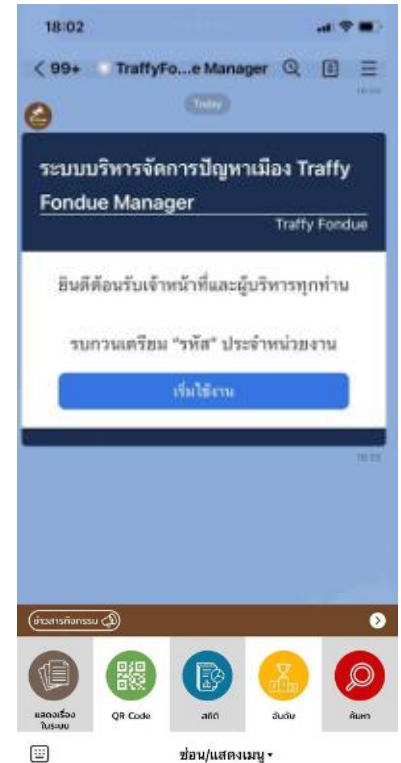 18:02
99+
TraffyFo...e Manager
Today
ระบบบริหารจัดการปัญหาเมือง Traffy
Fondue Manager
Traffy Fondue
ยินดีต้อนรับเจ้าหน้าที่และผู้บริหารทุกท่าน
รบกวนเตรียม "รหัส" ประจำหน่วยงาน
เริ่มใช้งาน
ข่าวสารกิจกรรม
แสดงเรื่อง
ในระบบ
QR Code
สถิติ
อันดับ
ค้นหา
ซ่อน/แสดงเมนู